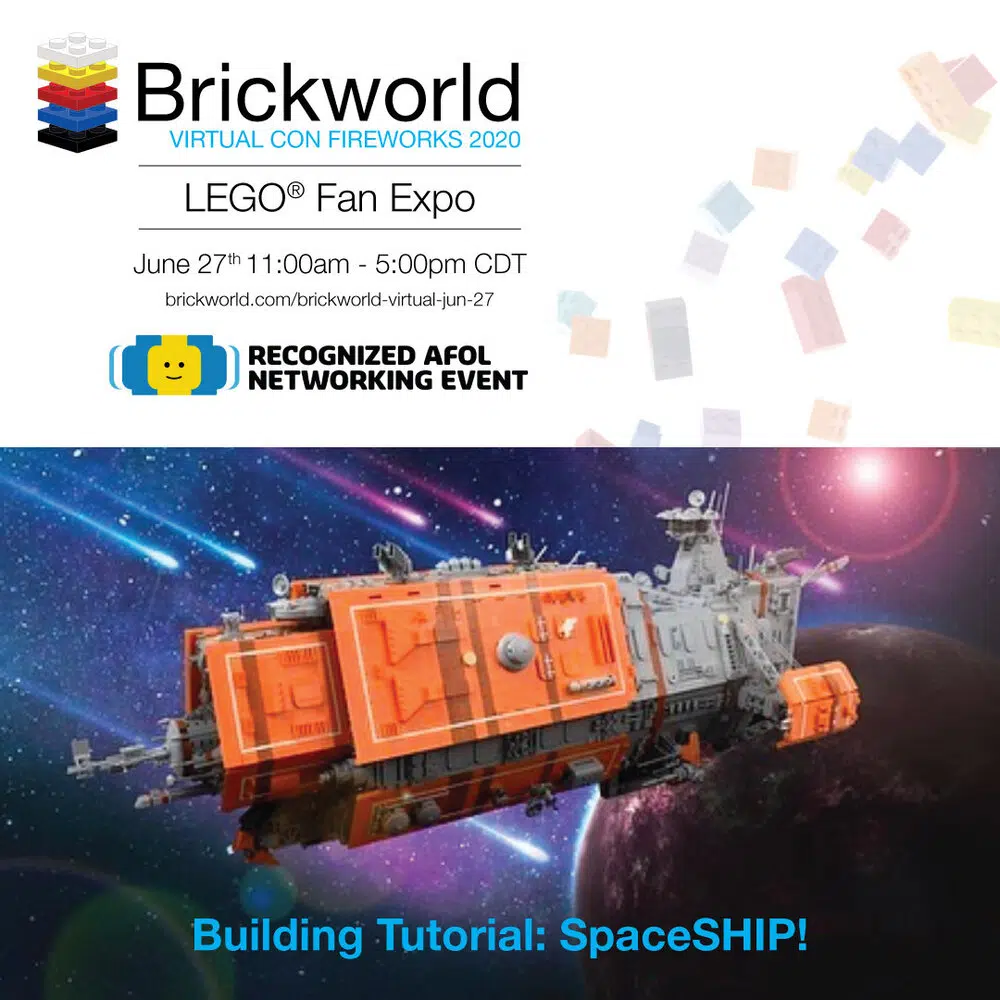 Brickworld
VIRTUAL CON FIREWORKS 2020
LEGO® Fan Expo
June 27th 11:00am - 5:00pm CDT
brickworld.com/brickworld-virtual-jun-27
RECOGNIZED AFOL
NETWORKING EVENT
Building Tutorial: SpaceSHIP!